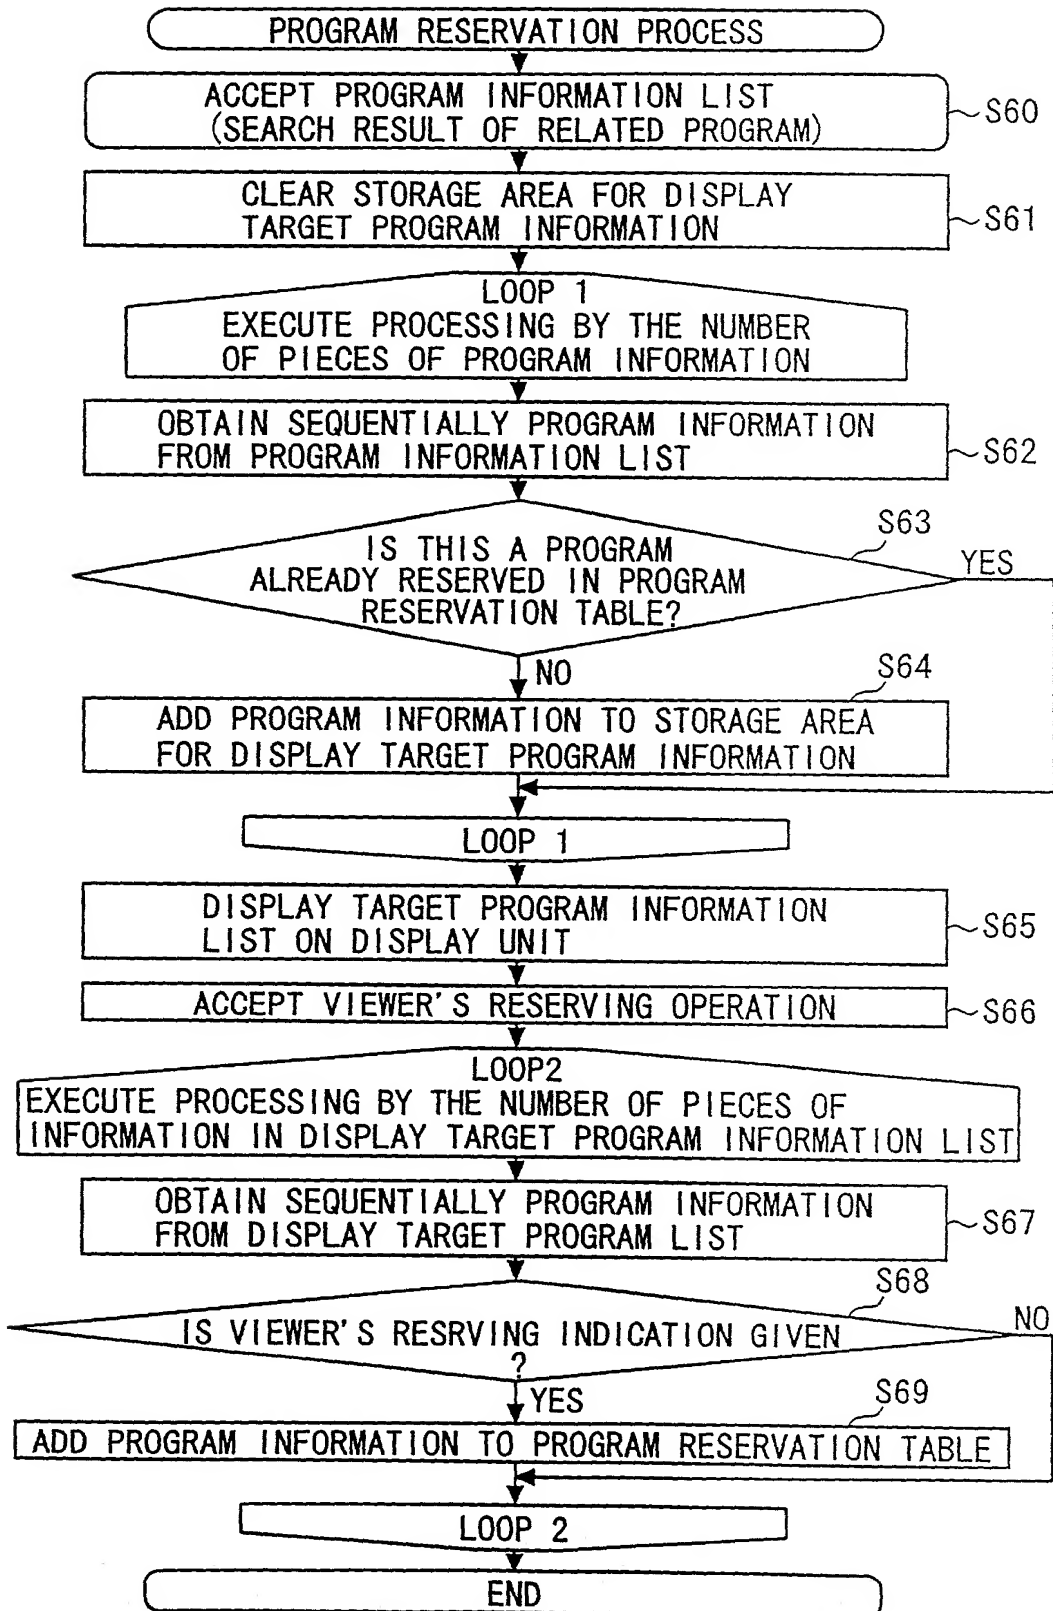 PROGRAM RESERVATION PROCESS
ACCEPT PROGRAM INFORMATION LIST
(SEARCH RESULT OF RELATED PROGRAM)
S60
CLEAR STORAGE AREA FOR DISPLAY
TARGET PROGRAM INFORMATION
S61
LOOP 1
EXECUTE PROCESSING BY THE NUMBER
OF PIECES OF PROGRAM INFORMATION
OBTAIN SEQUENTIALLY PROGRAM INFORMATION
FROM PROGRAM INFORMATION LIST
S62
S63
IS THIS A PROGRAM
ALREADY RESERVED IN PROGRAM
RESERVATION TABLE?
YES
NO
S64
ADD PROGRAM INFORMATION TO STORAGE AREA
FOR DISPLAY TARGET PROGRAM INFORMATION
LOOP 1
DISPLAY TARGET PROGRAM INFORMATION
LIST ON DISPLAY UNIT
S65
ACCEPT VIEWER'S RESERVING OPERATION
S66
LOOP2
EXECUTE PROCESSING BY THE NUMBER OF PIECES OF
INFORMATION IN DISPLAY TARGET PROGRAM INFORMATION LIST
OBTAIN SEQUENTIALLY PROGRAM INFORMATION
FROM DISPLAY TARGET PROGRAM LIST
S67
S68
IS VIEWER'S RESRVING INDICATION GIVEN
?
NO
YES
S69
ADD PROGRAM INFORMATION TO PROGRAM RESERVATION TABLE
LOOP 2
END